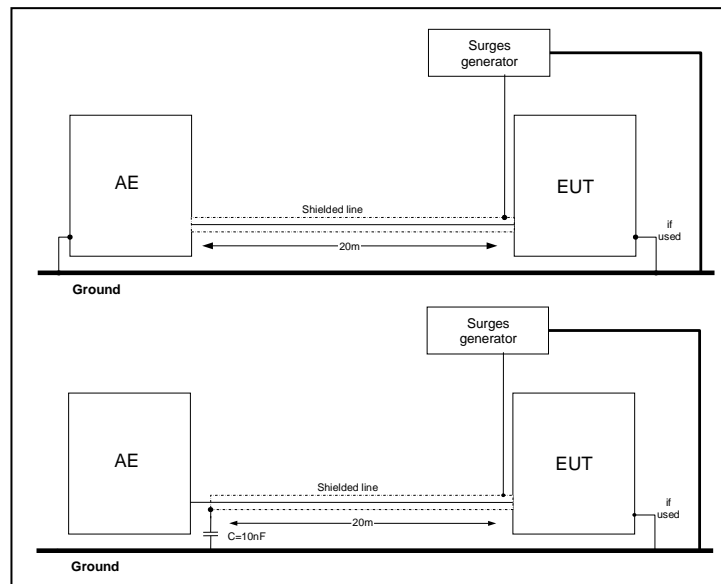 Surges
generator
AE
EUT
Shielded line
if
used
20m
Ground
Surges
generator
AE
EUT
Shielded line
if
used
20m
C=10nF
Ground